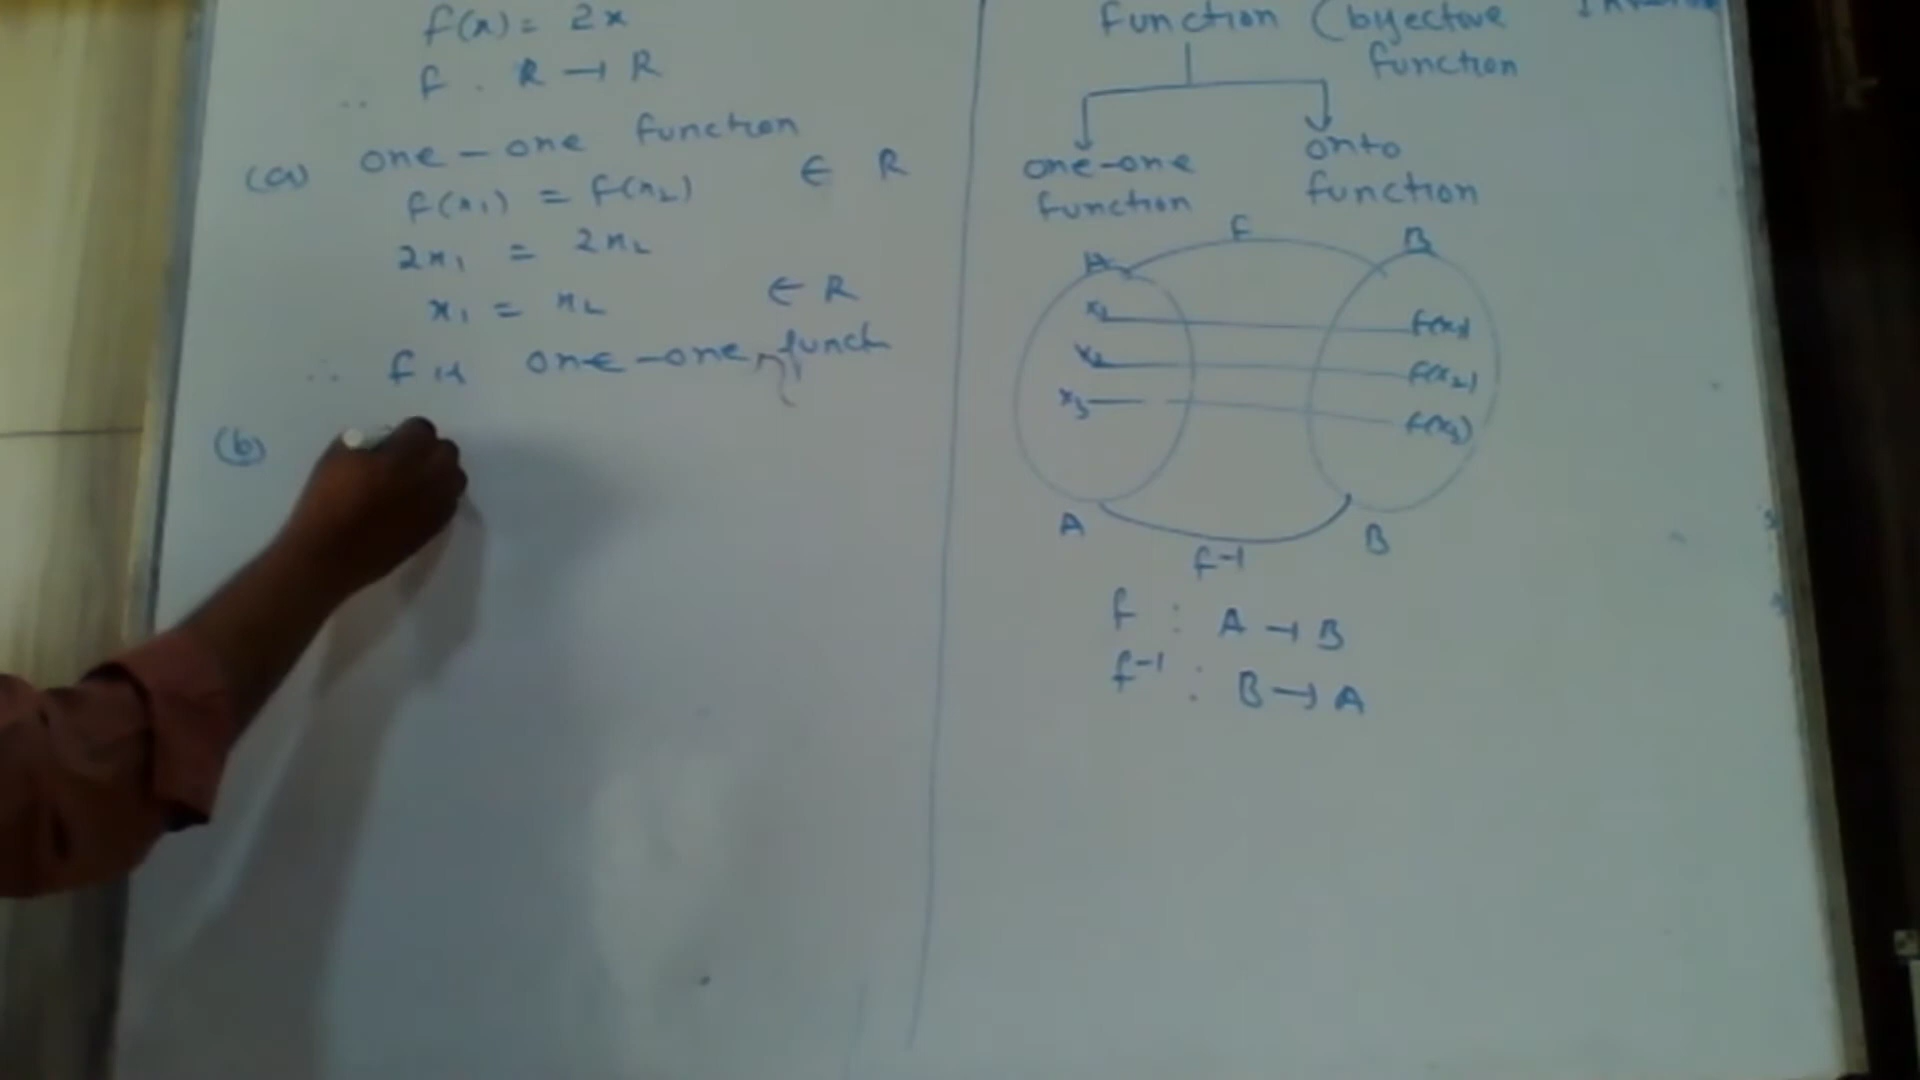 f(x) = 2x
∴ f : R → R
(a) one-one function
f(x₁) = f(x₂) ∈ R
2x₁ = 2x₂
x₁ = x₂ ∈ R
∴ f is one-one funct
(b)
Function (byective
function
one-one
function
onto
function
F
A B
x₁ f(x₁)
x₂ f(x₂)
x₃ f(x₃)
A B
f-1
f : A → B
f-1 : B → A